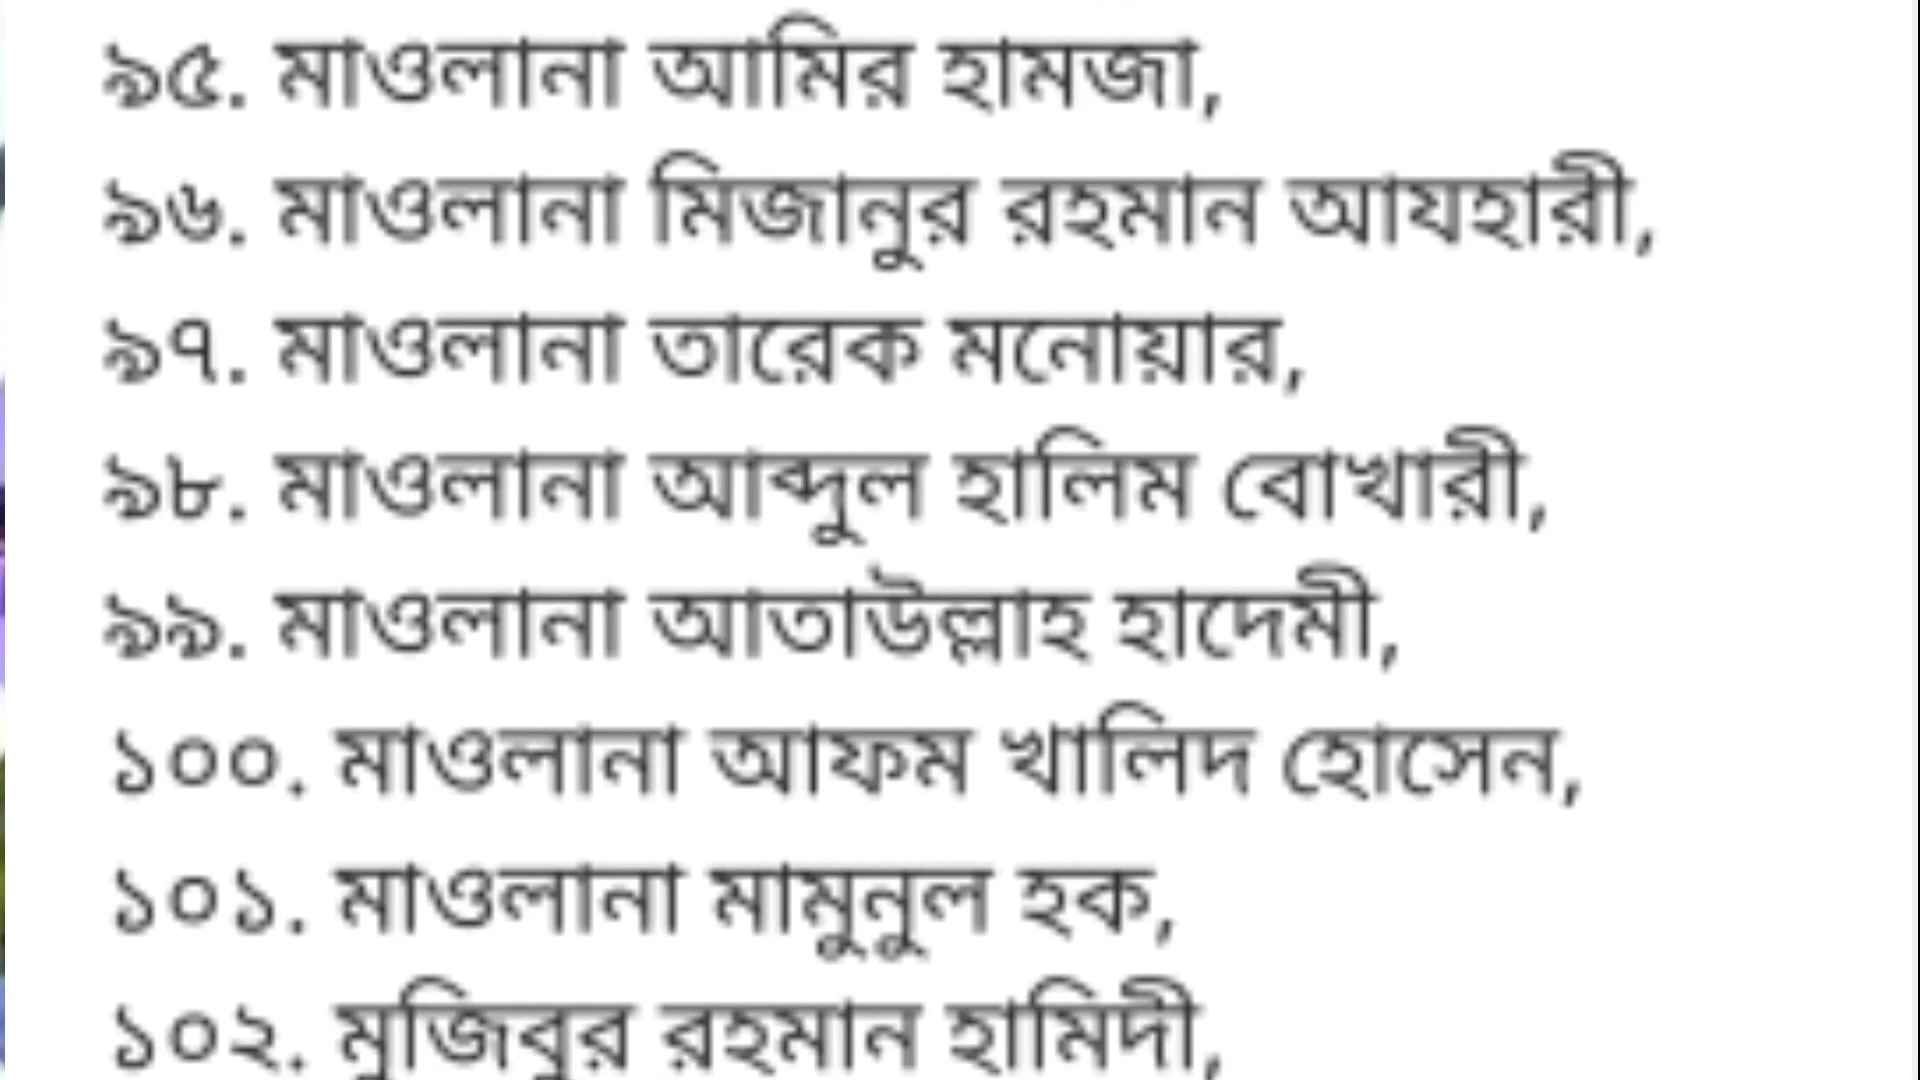 ৯৫. মাওলানা আমির হামজা,
৯৬. মাওলানা মিজানুর রহমান আযহারী,
৯৭. মাওলানা তারেক মনোয়ার,
৯৮. মাওলানা আব্দুল হালিম বোখারী,
৯৯. মাওলানা আতাউল্লাহ হাদেমী,
১০০. মাওলানা আফম খালিদ হোসেন,
১০১. মাওলানা মামুনুল হক,
১০২. মুজিবুর রহমান হামিদী,